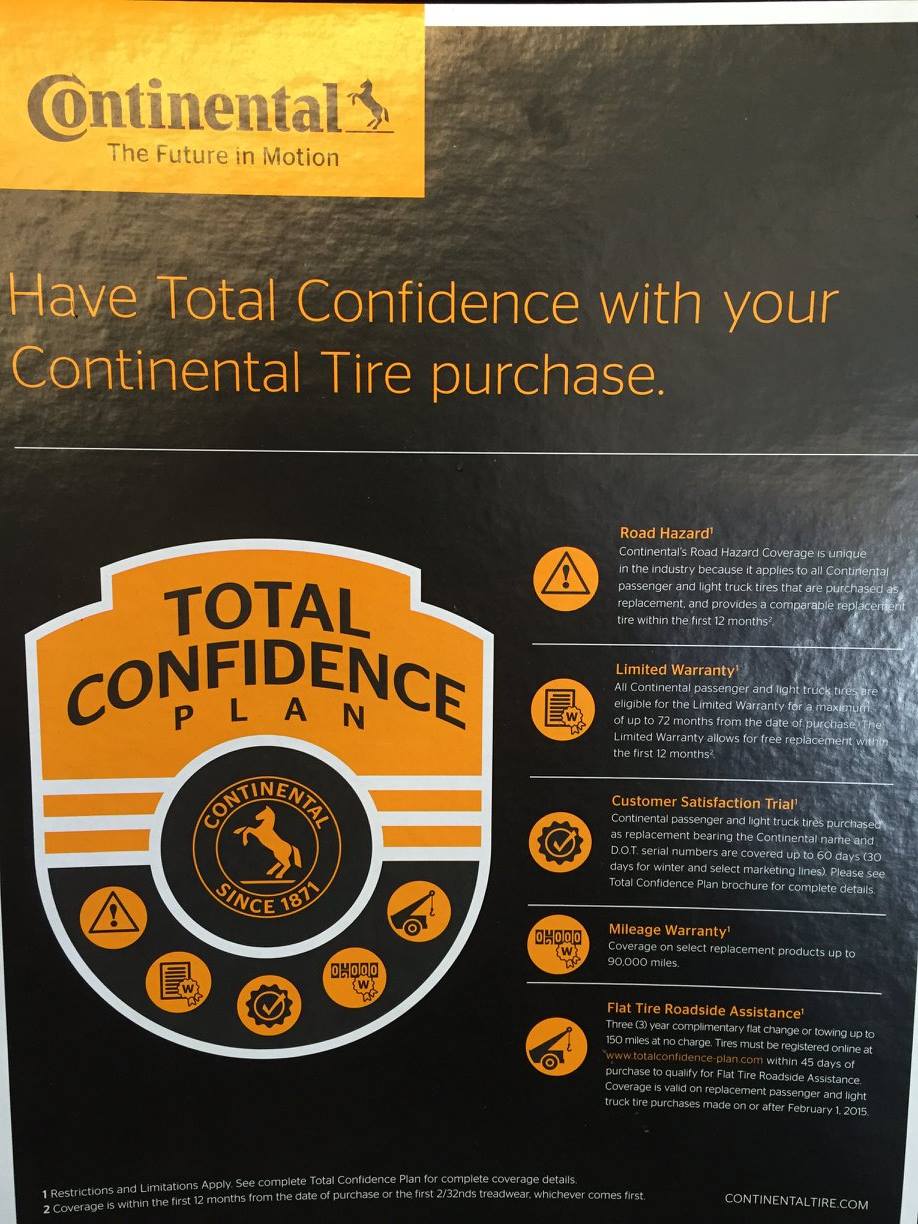 Continental
The Future in Motion
Have Total Confidence with your
Continental Tire purchase.
TOTAL
CONFIDENCE
PLAN
CONTINENTAL
SINCE 1871
W
04000
W
Road Hazard¹
Continental's Road Hazard Coverage is unique
in the industry because it applies to all Continental
passenger and light truck tires that are purchased as
replacement, and provides a comparable replacement
tire within the first 12 months².
W
Limited Warranty¹
All Continental passenger and light truck tires are
eligible for the Limited Warranty for a maximum
of up to 72 months from the date of purchase. The
Limited Warranty allows for free replacement within
the first 12 months².
Customer Satisfaction Trial¹
Continental passenger and light truck tires purchased
as replacement bearing the Continental name and
D.O.T. serial numbers are covered up to 60 days (30
days for winter and select marketing lines). Please see
Total Confidence Plan brochure for complete details.
04000
W
Mileage Warranty¹
Coverage on select replacement products up to
90,000 miles.
Flat Tire Roadside Assistance¹
Three (3) year complimentary flat change or towing up to
150 miles at no charge. Tires must be registered online at
www.totalconfidence-plan.com within 45 days of
purchase to qualify for Flat Tire Roadside Assistance.
Coverage is valid on replacement passenger and light
truck tire purchases made on or after February 1, 2015.
1 Restrictions and Limitations Apply. See complete Total Confidence Plan for complete coverage details.
2 Coverage is within the first 12 months from the date of purchase or the first 2/32nds treadwear, whichever comes first.
CONTINENTALTIRE.COM